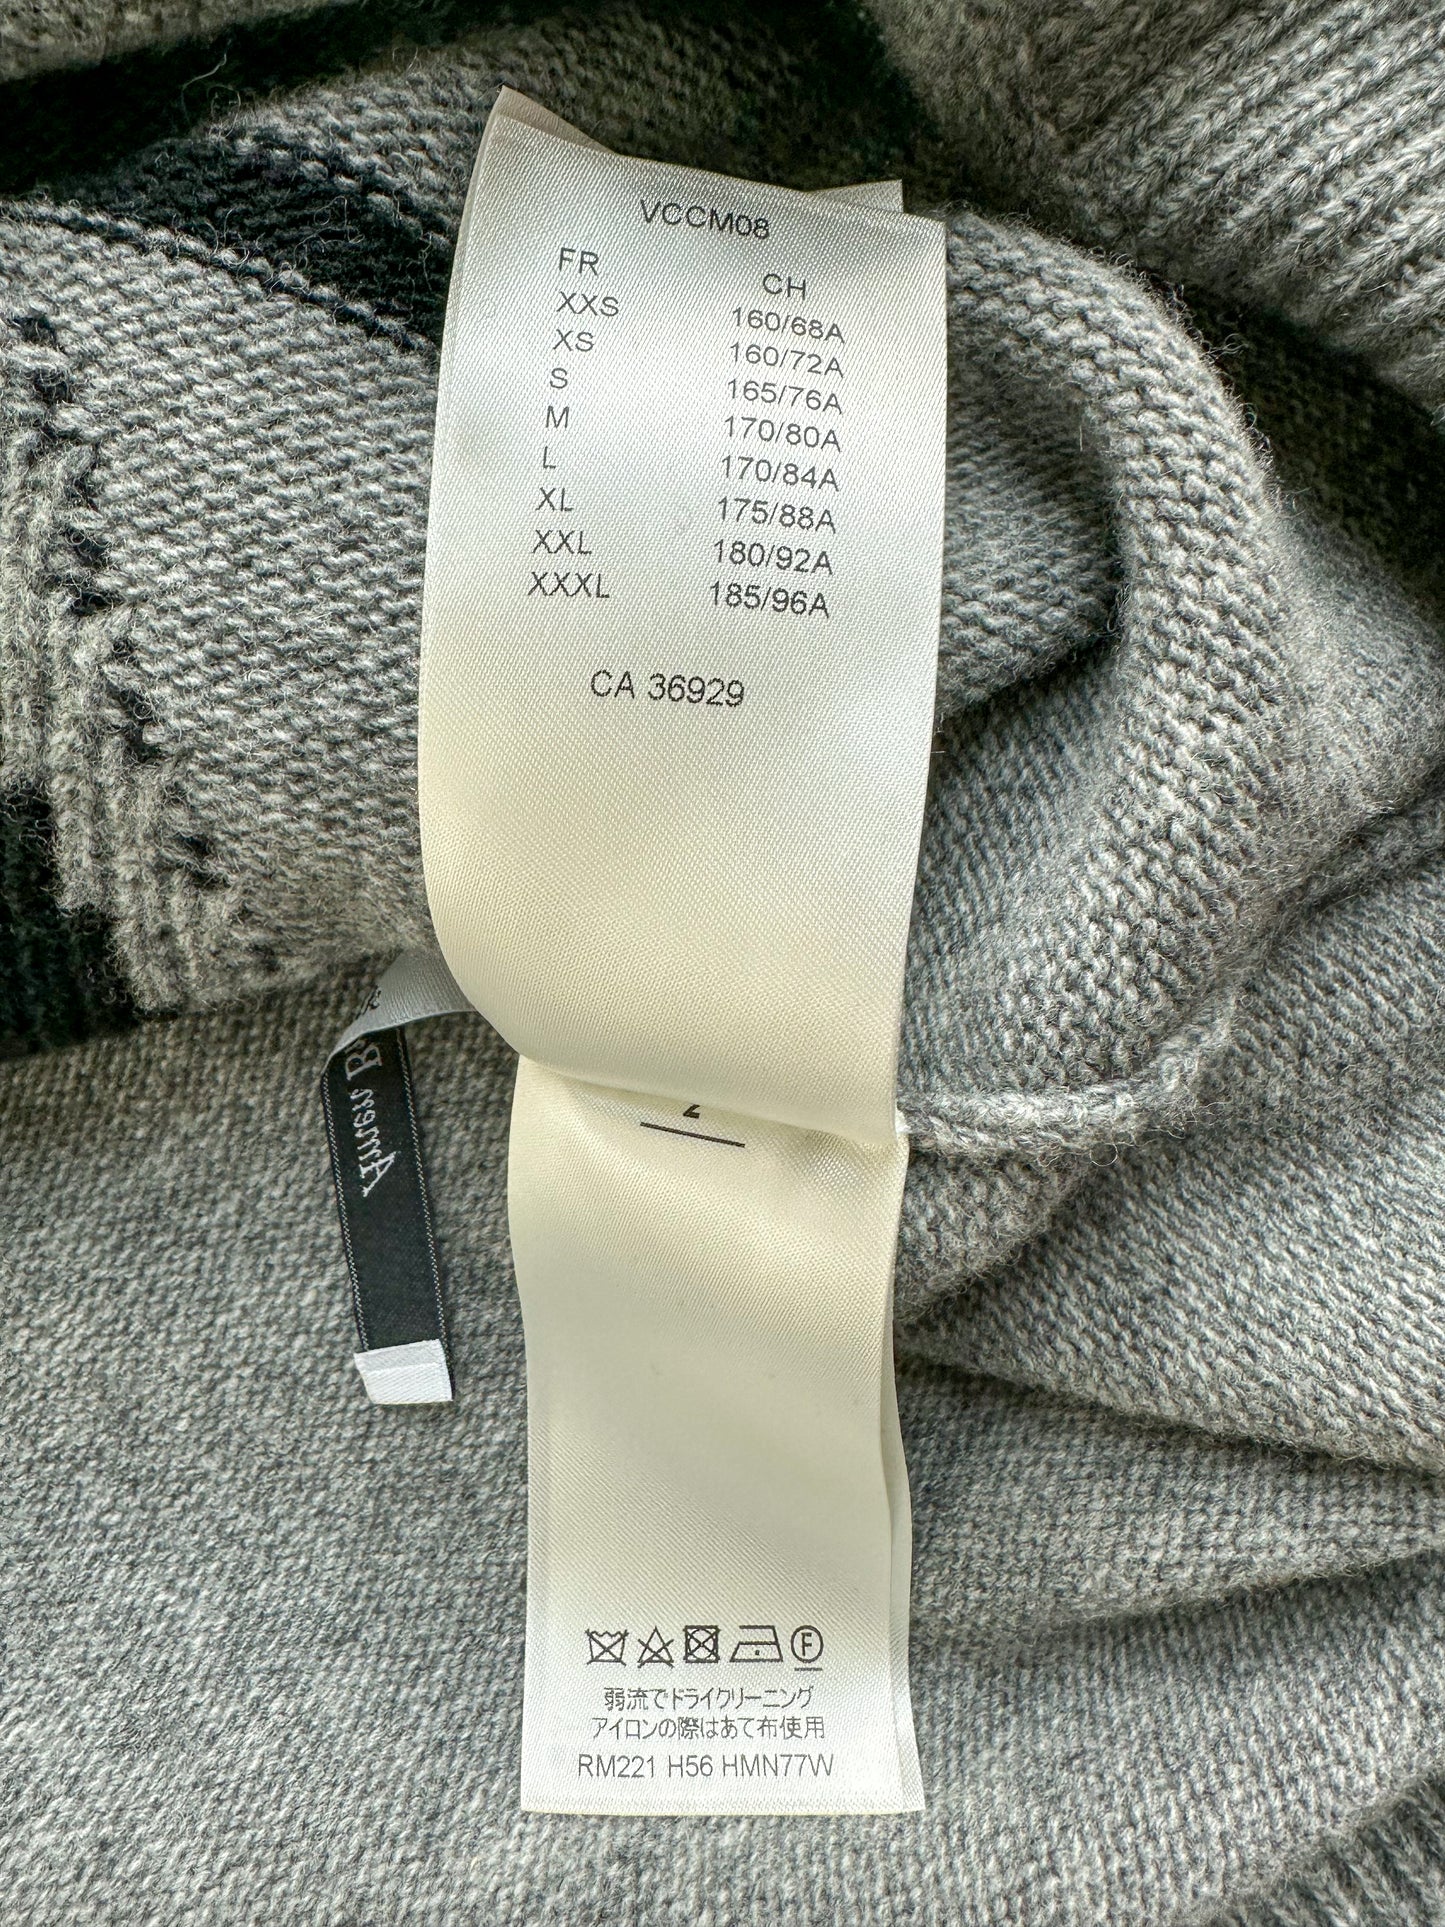 VCCM08
FR CH
XXS 160/68A
XS 160/72A
S 165/76A
M 170/80A
L 170/84A
XL 175/88A
XXL 180/92A
XXXL 185/96A
CA 36929
F
弱流でドライクリーニング
アイロンの際はあて布使用
RM221 H56 HMN77W